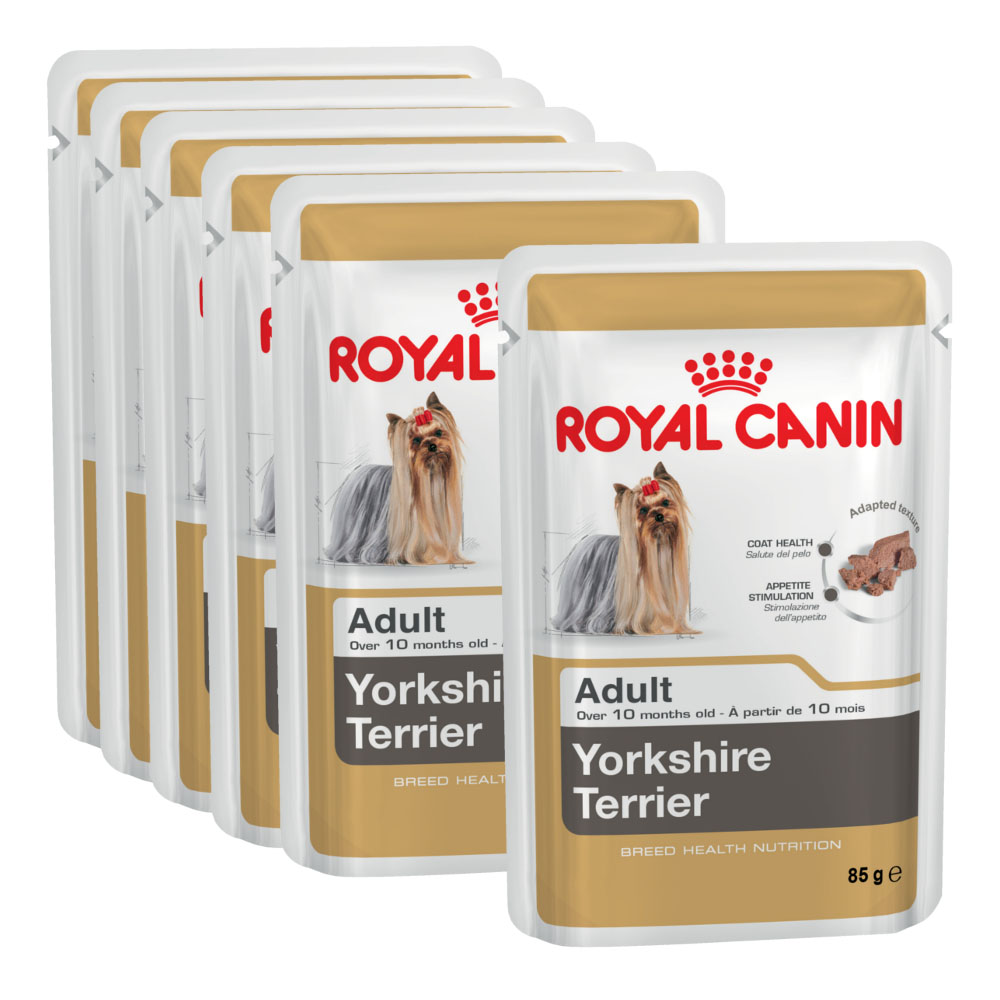 ROYAL
Adult
Over 10 months old -
Yorkshi
Terrier
BREED HEALT
ROYAL CANIN
Adapted texture
COAT HEALTH
Salute del pelo
APPETITE
STIMULATION
Stimolazione
dell'appetito
Adult
Over 10 months old - À partir de 10 mois
Yorkshire
Terrier
BREED HEALTH NUTRITION
85 g e